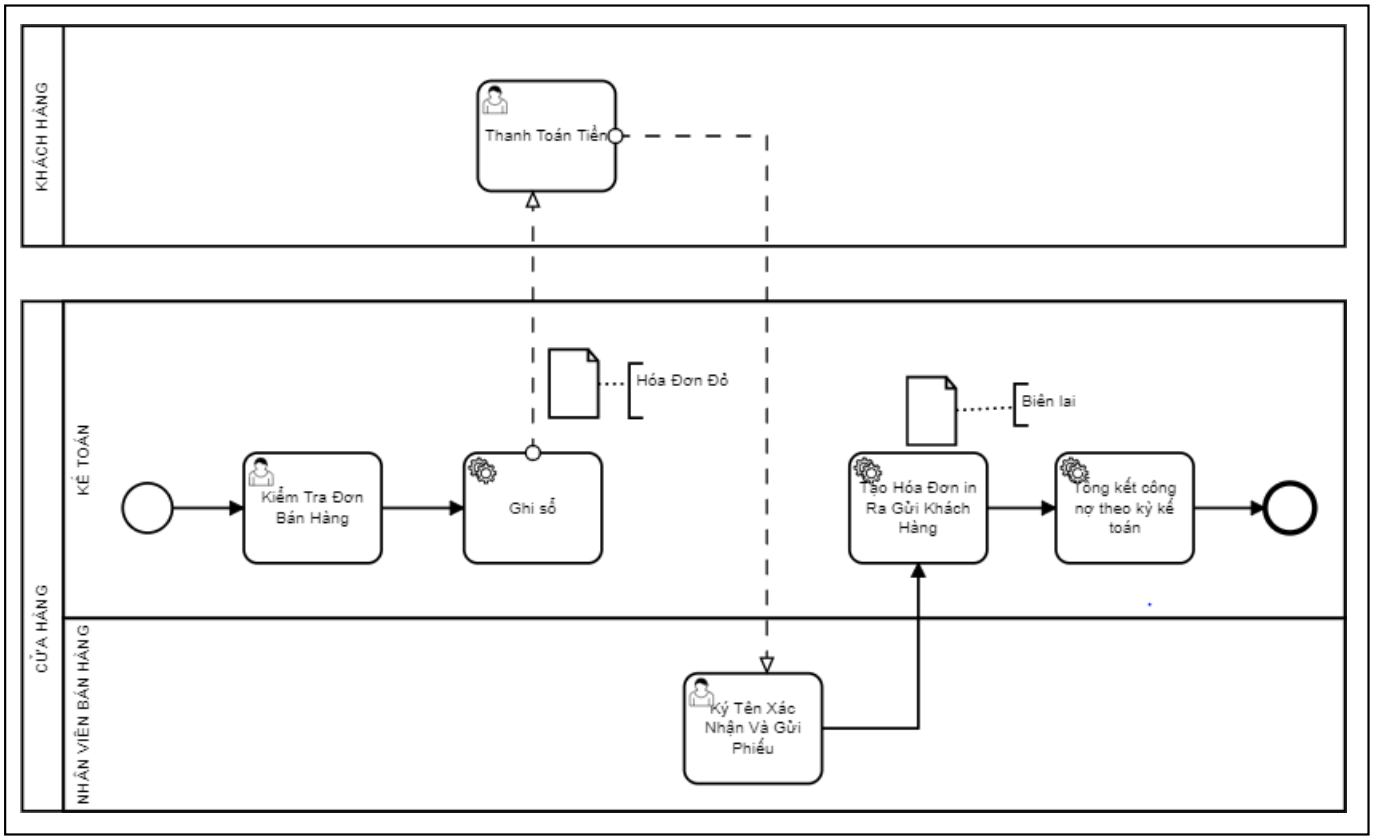 KHÁCH HÀNG
Thanh Toán Tiền
CỬA HÀNG
KẾ TOÁN
Hóa Đơn Đỏ
Biên lai
Kiểm Tra Đơn
Bán Hàng
Ghi sổ
Tạo Hóa Đơn in
Ra Gửi Khách
Hàng
Tổng kết công
nợ theo kỳ kế
toán
NHÂN VIÊN BÁN HÀNG
Ký Tên Xác
Nhận Và Gửi
Phiếu